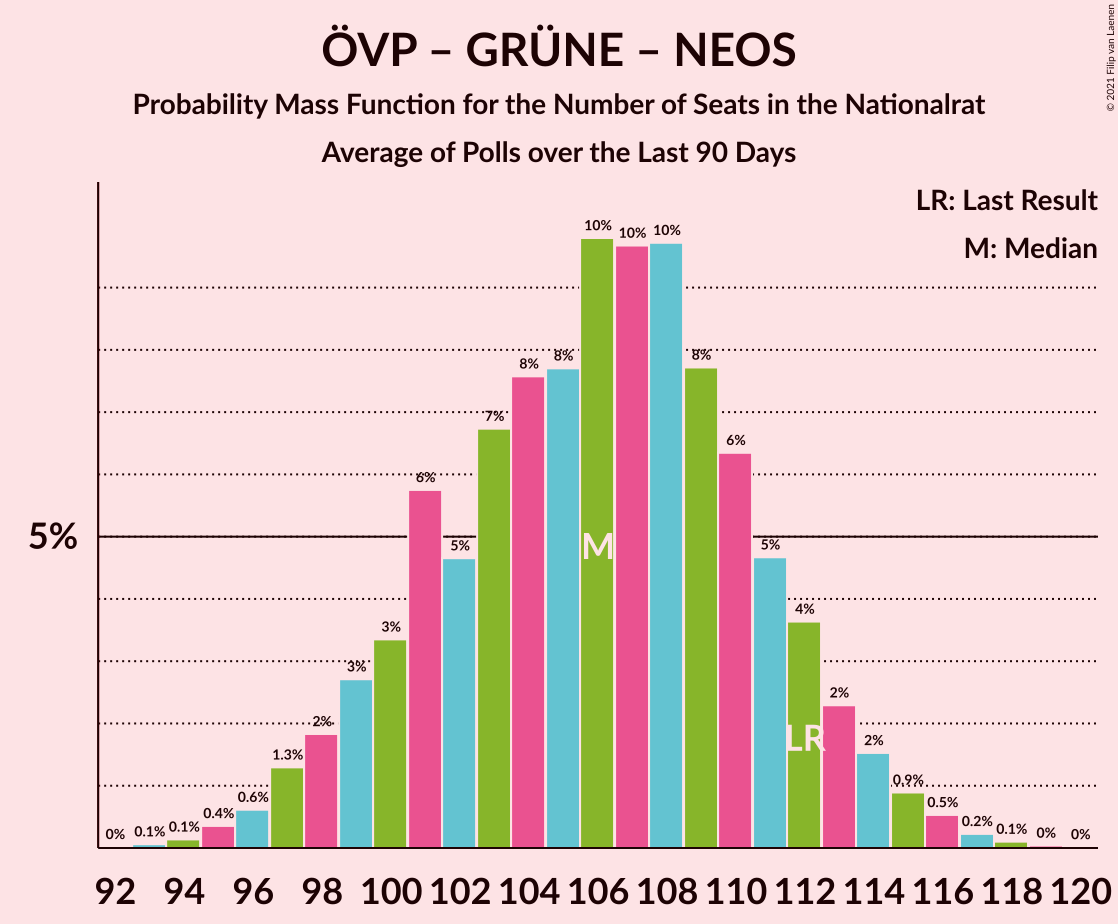 ÖVP – GRÜNE – NEOS
Probability Mass Function for the Number of Seats in the Nationalrat
Average of Polls over the Last 90 Days
© 2021 Filip van Laenen
LR: Last Result
M: Median
5%
0% 0.1% 0.1% 0.4% 0.6% 1.3% 2% 3% 3% 6% 5% 7% 8% 8% 10% 10% 10% 8% 6% 5% 4% 2% 2% 0.9% 0.5% 0.2% 0.1% 0% 0%
M
LR
92 94 96 98 100 102 104 106 108 110 112 114 116 118 120